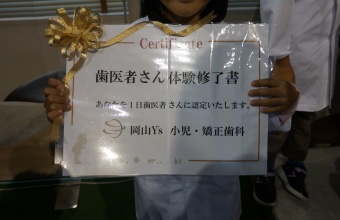 Certificate
歯医者さん体験修了書
あなたを1日歯医者さんに認定いたします。
岡山Y's 小児・矯正歯科